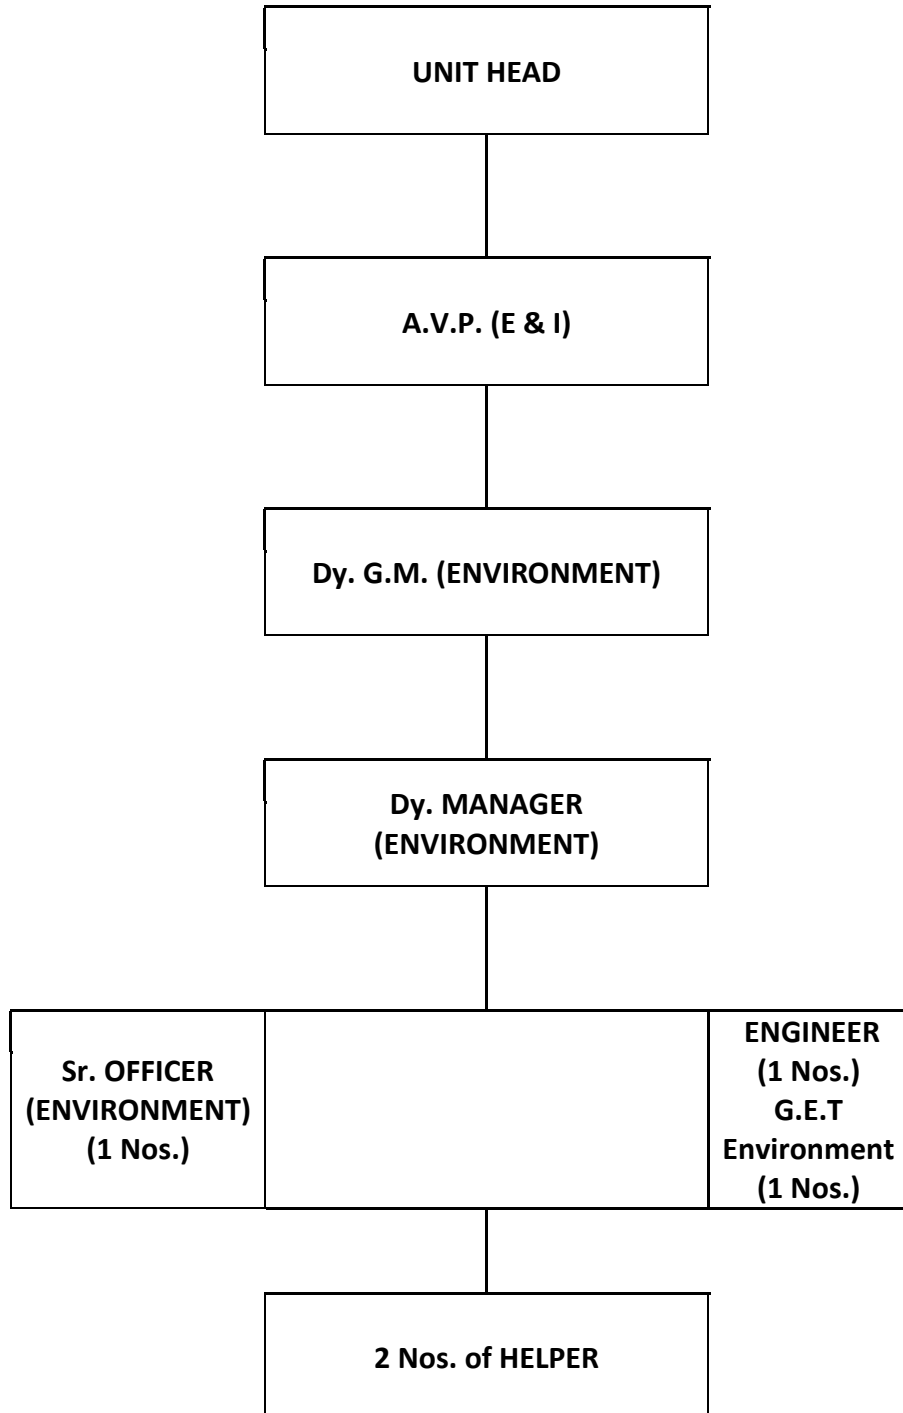 UNIT HEAD
A.V.P. (E & I)
Dy. G.M. (ENVIRONMENT)
Dy. MANAGER
(ENVIRONMENT)
Sr. OFFICER
(ENVIRONMENT)
(1 Nos.)
ENGINEER
(1 Nos.)
G.E.T
Environment
(1 Nos.)
2 Nos. of HELPER